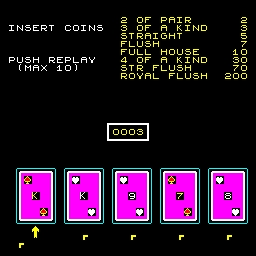 2 OF PAIR 2
INSERT COINS 3 OF A KIND 3
STRAIGHT 5
FLUSH 7
FULL HOUSE 10
PUSH REPLAY 4 OF A KIND 30
(MAX 10) STR FLUSH 70
ROYAL FLUSH 200
0003
K K 9 7 8